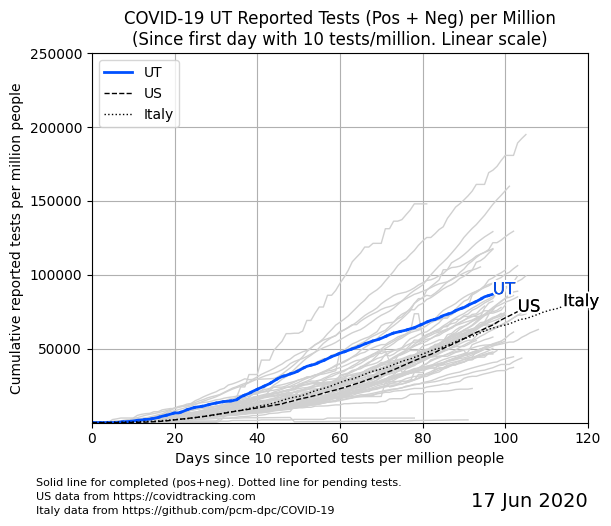 COVID-19 UT Reported Tests (Pos + Neg) per Million
(Since first day with 10 tests/million. Linear scale)
Cumulative reported tests per million people
250000
200000
150000
100000
50000
UT
US
Italy
UT
US
Italy
0
20
40
60
80
100
120
Days since 10 reported tests per million people
Solid line for completed (pos+neg). Dotted line for pending tests.
US data from https://covidtracking.com
Italy data from https://github.com/pcm-dpc/COVID-19
17 Jun 2020